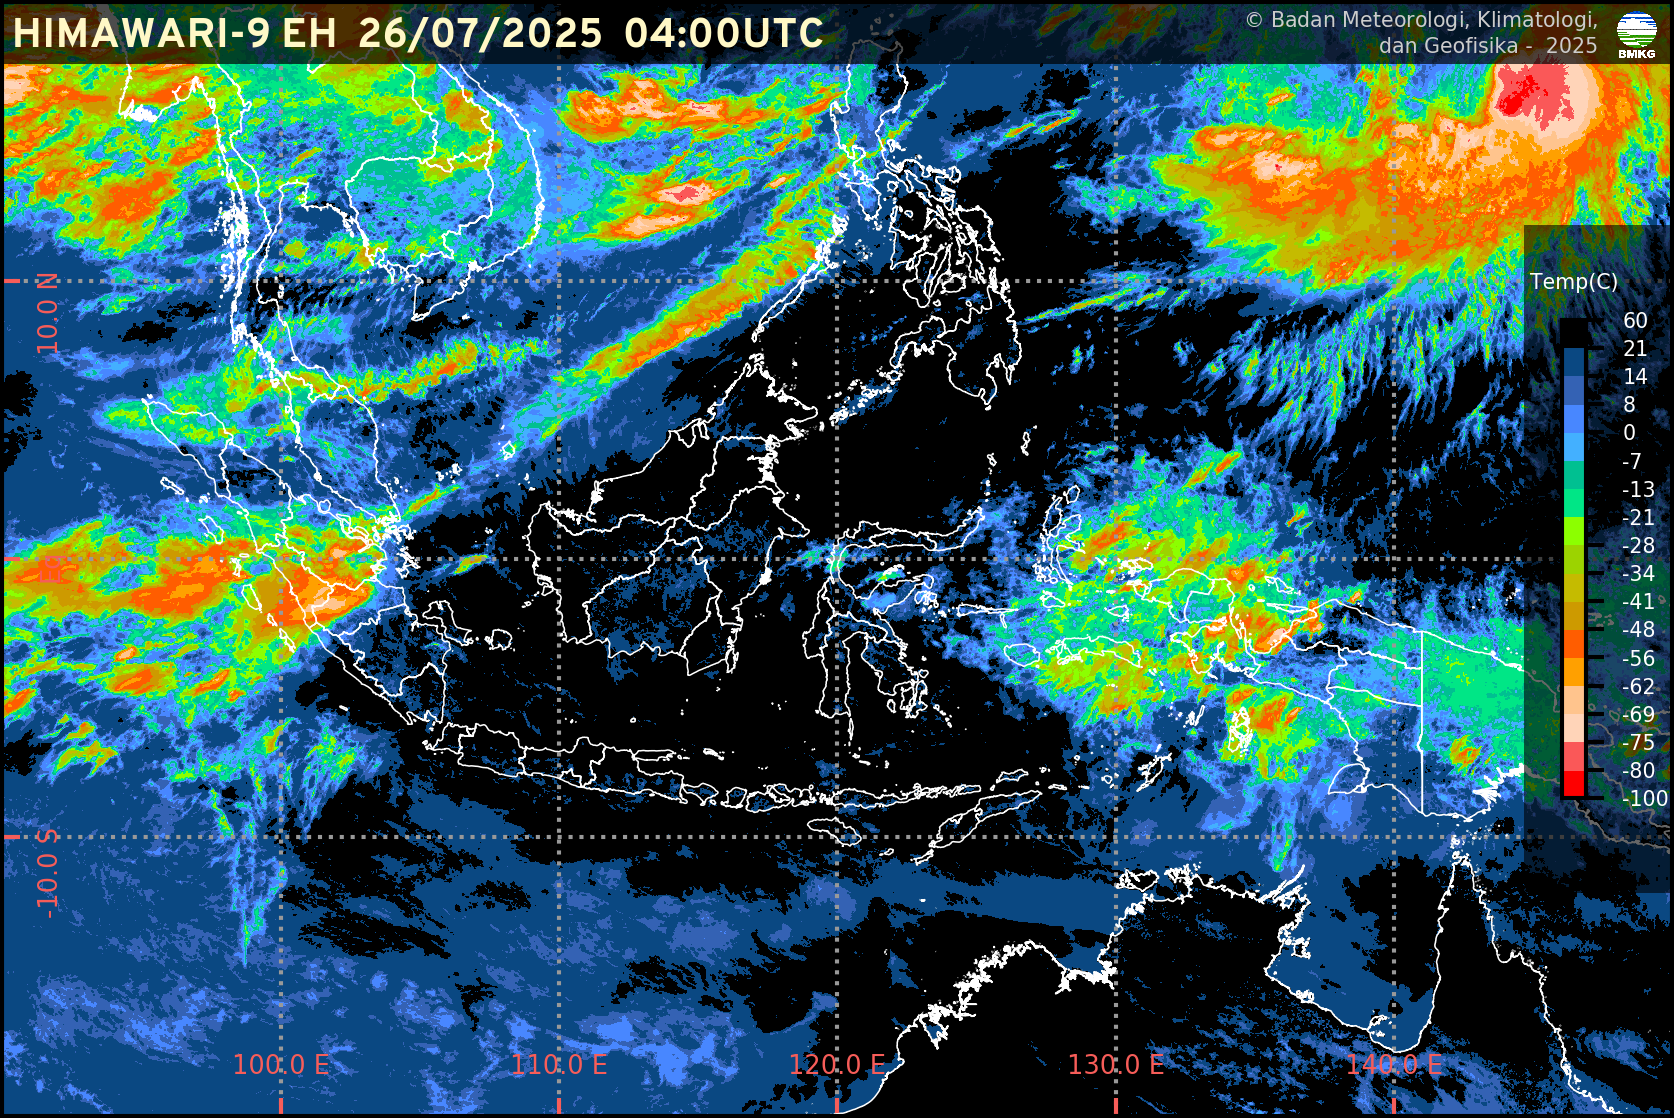 HIMAWARI-9 EH 26/07/2025 04:00UTC
© Badan Meteorologi, Klimatologi,
dan Geofisika - 2025
BMKG
Temp(C)
60
21
14
8
0
-7
-13
-21
-28
-34
-41
-48
-56
-62
-69
-75
-80
-100
10.0 N
-10.0 S
100.0 E
110.0 E
120.0 E
130.0 E
140.0 E